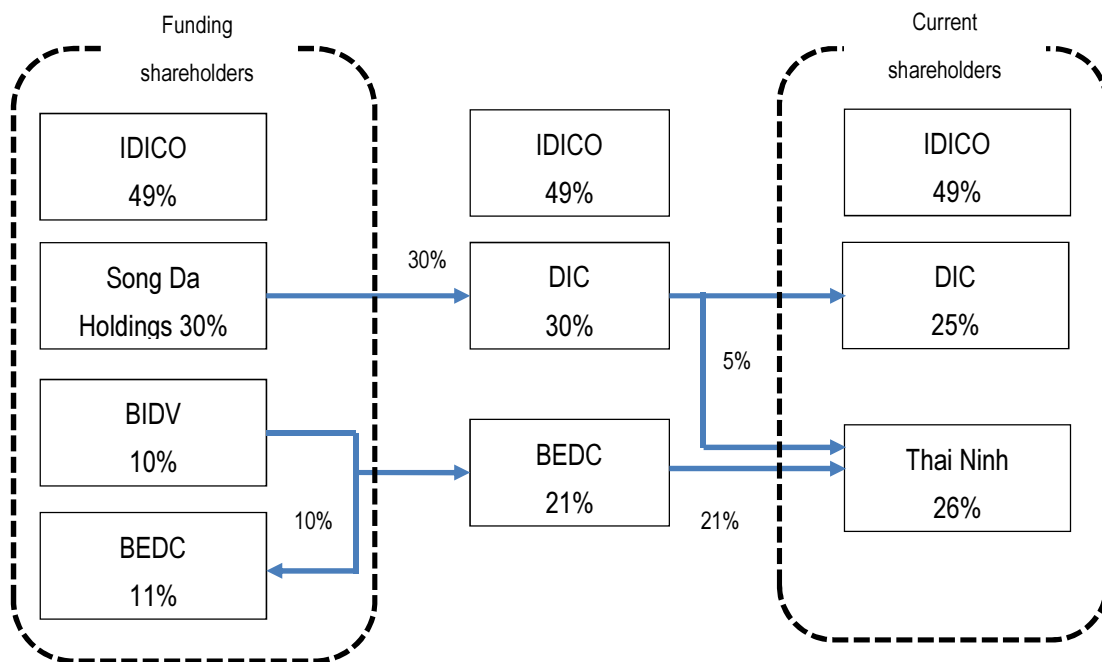 Funding
shareholders
IDICO
49%
Song Da
Holdings 30%
BIDV
10%
BEDC
11%
30%
10%
IDICO
49%
DIC
30%
BEDC
21%
5%
21%
Current
shareholders
IDICO
49%
DIC
25%
Thai Ninh
26%